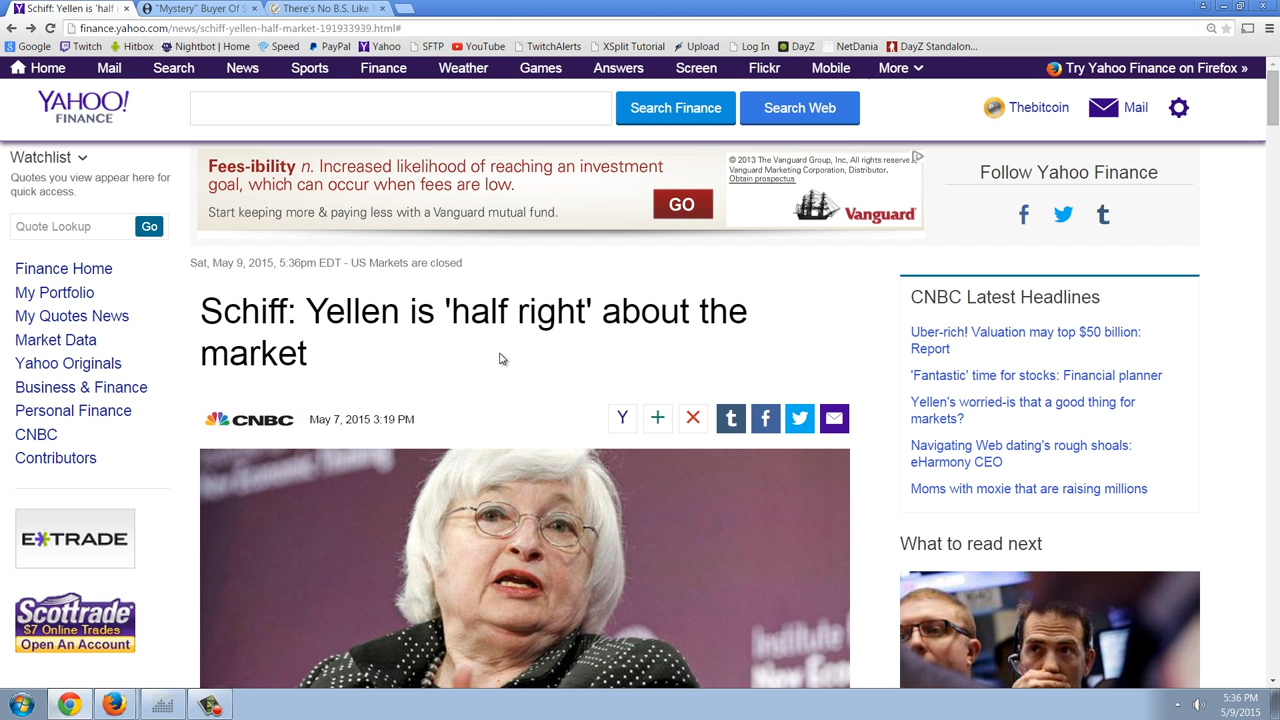 Schiff: Yellen is 'half r
"Mystery" Buyer Of S
There's No B.S. Like T
finance.yahoo.com/news/schiff-yellen-half-market-191933939.html#
Google Twitch Hitbox Nightbot | Home Speed PayPal Yahoo SFTP YouTube TwitchAlerts XSplit Tutorial Upload Log In DayZ NetDania DayZ Standalon...
Home Mail Search News Sports Finance Weather Games Answers Screen Flickr Mobile More Try Yahoo Finance on Firefox »
YAHOO!
FINANCE
Search Finance
Search Web
Thebitcoin
Mail
Watchlist
Quotes you view appear here for
quick access.
Quote Lookup
Go
Finance Home
My Portfolio
My Quotes News
Market Data
Yahoo Originals
Business & Finance
Personal Finance
CNBC
Contributors
E*TRADE
Scottrade
$7 Online Trades
Open An Account
Fees-ibility n. Increased likelihood of reaching an investment
goal, which can occur when fees are low.
Start keeping more & paying less with a Vanguard mutual fund.
GO
© 2013 The Vanguard Group, Inc, All rights reserve
Vanguard Marketing Corporation, Distributor.
Obtain prospectus
Vanguard
Sat, May 9, 2015, 5:36pm EDT - US Markets are closed
Schiff: Yellen is 'half right' about the
market
CNBC
May 7, 2015 3:19 PM
Follow Yahoo Finance
CNBC Latest Headlines
Uber-rich! Valuation may top $50 billion:
Report
'Fantastic' time for stocks: Financial planner
Yellen's worried-is that a good thing for
markets?
Navigating Web dating's rough shoals:
eHarmony CEO
Moms with moxie that are raising millions
What to read next
5:36 PM
5/9/2015